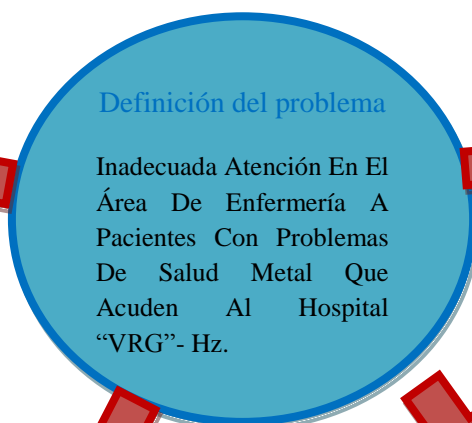 Definición del problema
Inadecuada Atención En El
Área De Enfermería A
Pacientes Con Problemas
De Salud Metal Que
Acuden Al Hospital
“VRG”- Hz.